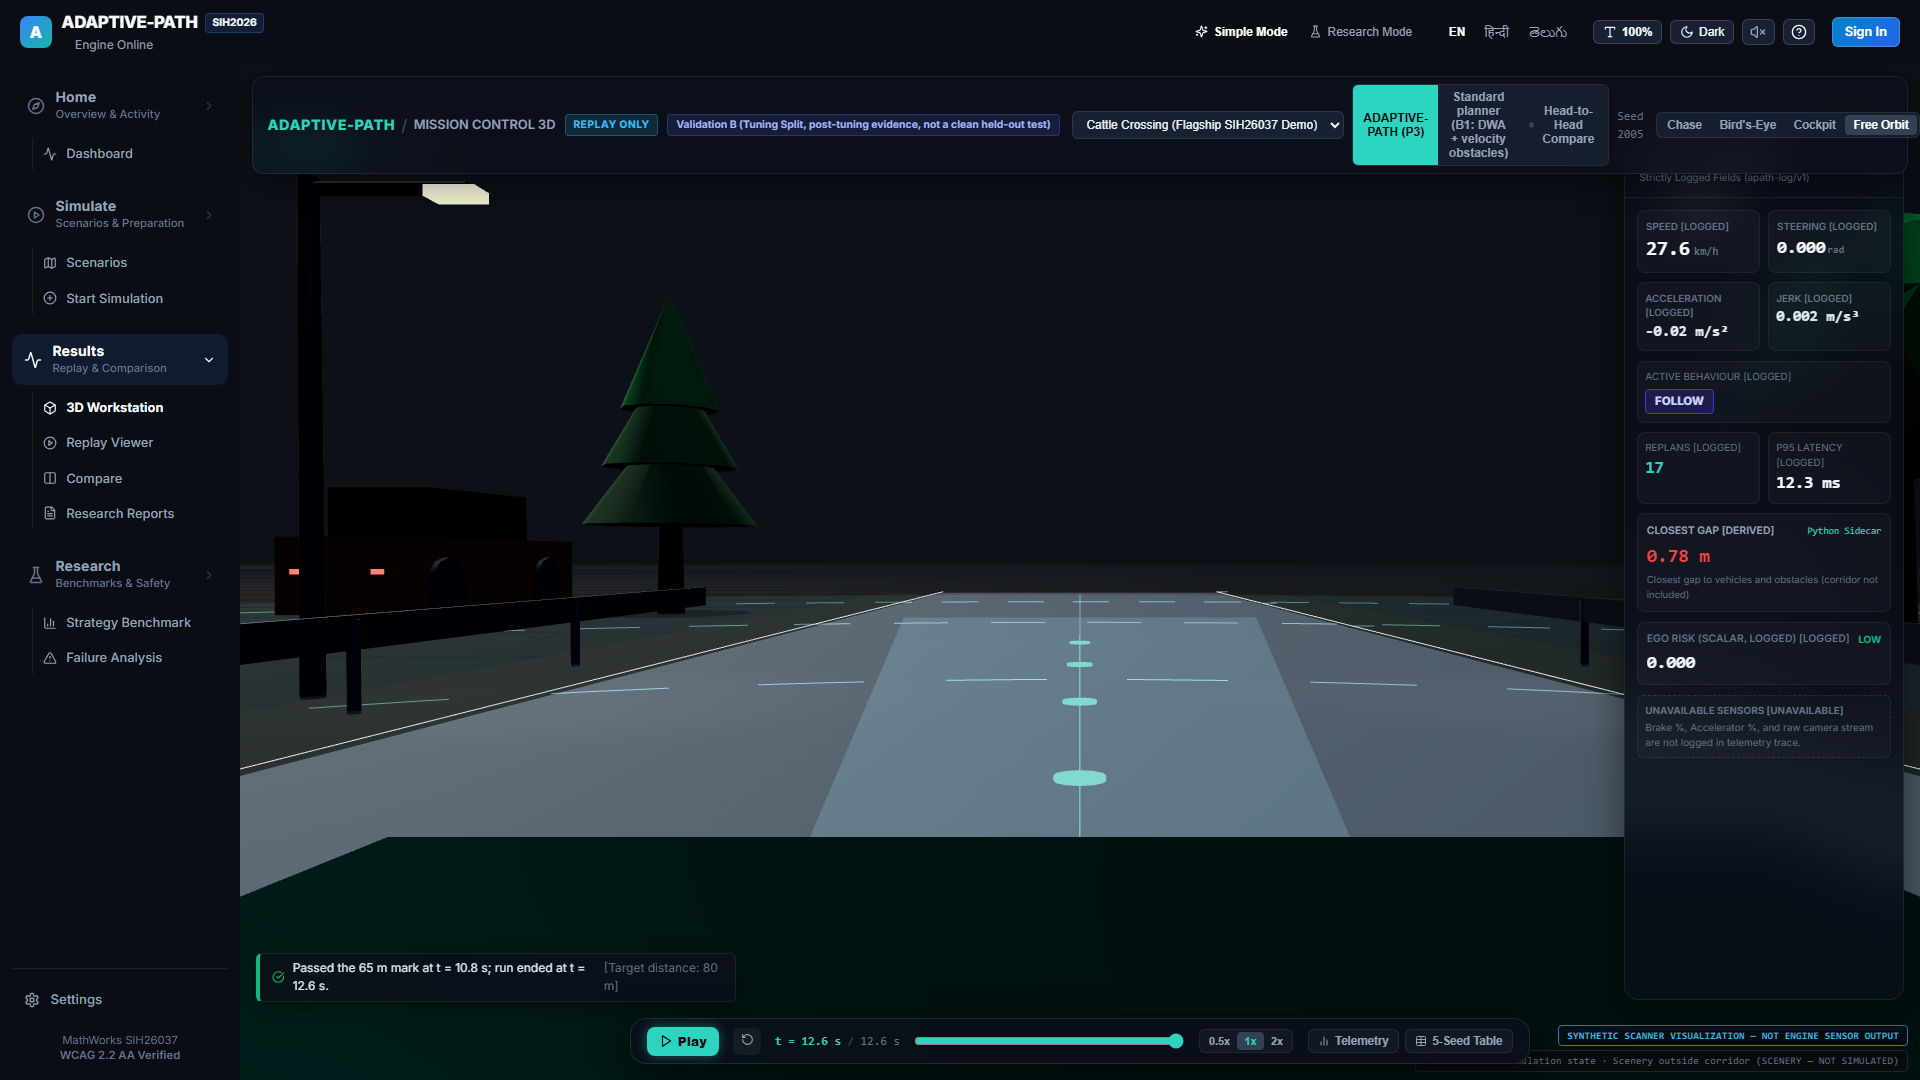 A
ADAPTIVE-PATH
SIH2026
Engine Online
Simple Mode
Research Mode
EN
हिन्दी
తెలుగు
100%
Dark
Sign In
Home
Overview & Activity
Dashboard
Simulate
Scenarios & Preparation
Scenarios
Start Simulation
Results
Replay & Comparison
3D Workstation
Replay Viewer
Compare
Research Reports
Research
Benchmarks & Safety
Strategy Benchmark
Failure Analysis
Settings
MathWorks SIH26037
WCAG 2.2 AA Verified
ADAPTIVE-PATH / MISSION CONTROL 3D
REPLAY ONLY
Validation B (Tuning Split, post-tuning evidence, not a clean held-out test)
Cattle Crossing (Flagship SIH26037 Demo)
ADAPTIVE-
PATH (P3)
Standard
planner
(B1: DWA
+ velocity
obstacles)
Head-to-
Head
Compare
Seed
2005
Chase
Bird's-Eye
Cockpit
Free Orbit
Strictly Logged Fields (apath-log/v1)
SPEED [LOGGED]
27.6 km/h
STEERING [LOGGED]
0.000 rad
ACCELERATION
[LOGGED]
-0.02 m/s²
JERK [LOGGED]
0.002 m/s³
ACTIVE BEHAVIOUR [LOGGED]
FOLLOW
REPLANS [LOGGED]
17
P95 LATENCY
[LOGGED]
12.3 ms
CLOSEST GAP [DERIVED]
Python Sidecar
0.78 m
Closest gap to vehicles and obstacles (corridor not
included)
EGO RISK (SCALAR, LOGGED) [LOGGED]
LOW
0.000
UNAVAILABLE SENSORS [UNAVAILABLE]
Brake %, Accelerator %, and raw camera stream
are not logged in telemetry trace.
Passed the 65 m mark at t = 10.8 s; run ended at t =
12.6 s.
[Target distance: 80
m]
Play
t = 12.6 s / 12.6 s
0.5x
1x
2x
Telemetry
5-Seed Table
SYNTHETIC SCANNER VISUALIZATION — NOT ENGINE SENSOR OUTPUT
state · Scenery outside corridor (SCENERY — NOT SIMULATED)